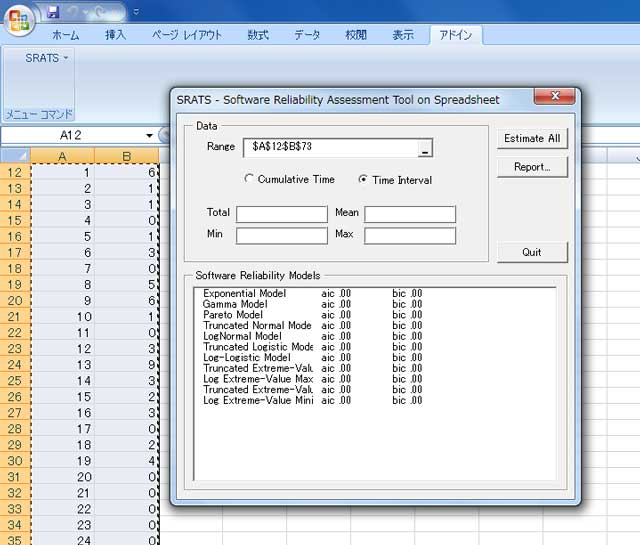 ホーム 挿入 ページ レイアウト 数式 データ 校閲 表示 アドイン
SRATS
メニュー コマンド
A12
SRATS - Software Reliability Assessment Tool on Spreadsheet
Data
Range $A$12:$B$73
Estimate All
Report...
Cumulative Time Time Interval
Total Mean
Min Max
Quit
Software Reliability Models
Exponential Model aic .00 bic .00
Gamma Model aic .00 bic .00
Pareto Model aic .00 bic .00
Truncated Normal Mode aic .00 bic .00
LogNormal Model aic .00 bic .00
Truncated Logistic Mode aic .00 bic .00
Log-Logistic Model aic .00 bic .00
Truncated Extreme-Valu aic .00 bic .00
Log Extreme-Value Max aic .00 bic .00
Truncated Extreme-Valu aic .00 bic .00
Log Extreme-Value Mini aic .00 bic .00
A B
12 1 6
13 2 1
14 3 1
15 4 0
16 5 1
17 6 3
18 7 0
19 8 5
20 9 6
21 10 1
22 11 0
23 12 3
24 13 9
25 14 3
26 15 2
27 16 3
28 17 0
29 18 2
30 19 4
31 20 0
32 21 0
33 22 0
34 23 0
35 24 0